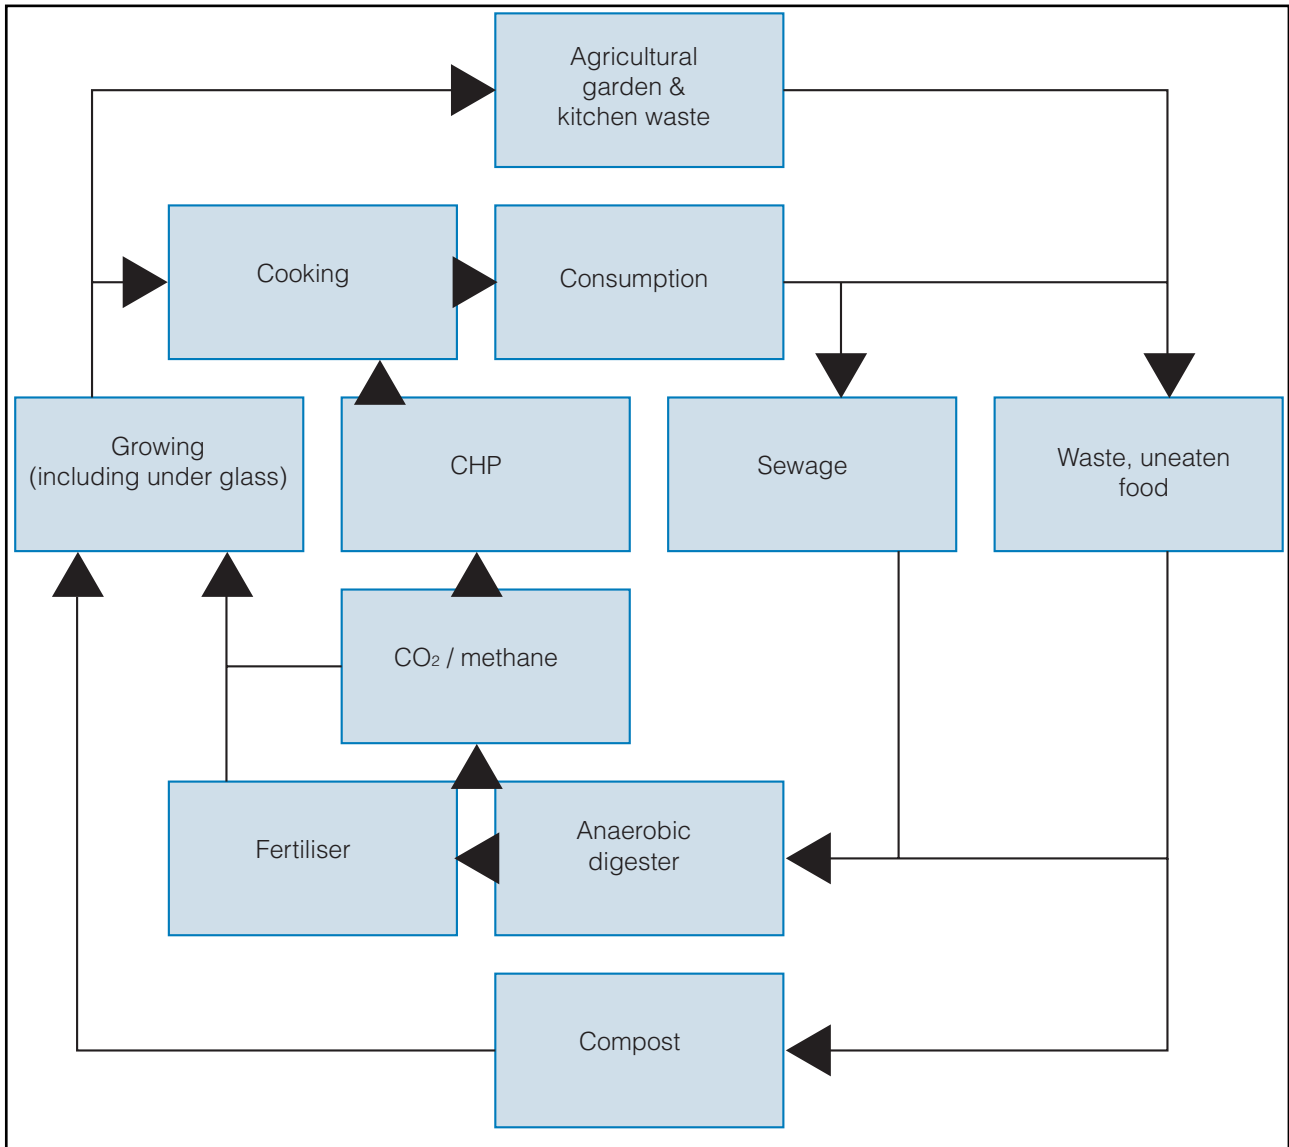 Agricultural
garden &
kitchen waste
Cooking
Consumption
Growing
(including under glass)
CHP
Sewage
Waste, uneaten
food
CO₂ / methane
Fertiliser
Anaerobic
digester
Compost